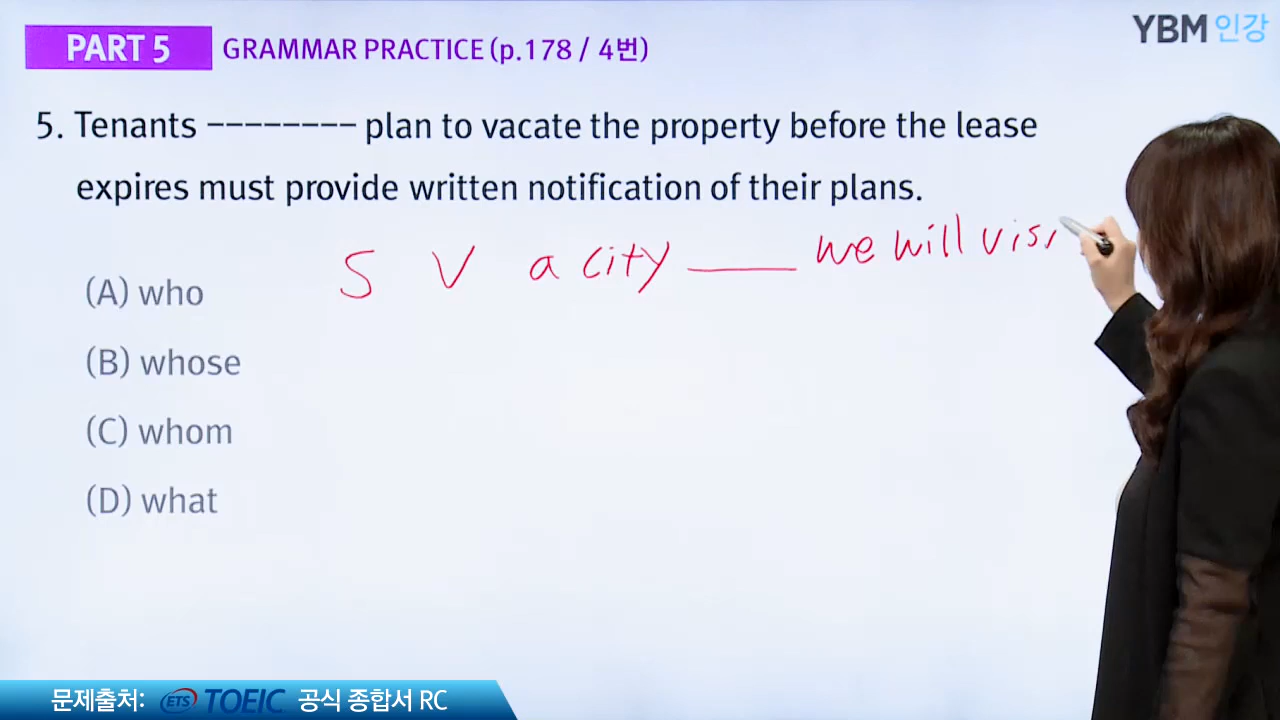 PART 5 GRAMMAR PRACTICE (p.178 / 4번)
YBM 인강
5. Tenants -------- plan to vacate the property before the lease
expires must provide written notification of their plans.
S V a city ____ we will visi
(A) who
(B) whose
(C) whom
(D) what
문제출처: ETS TOEIC 공식 종합서 RC